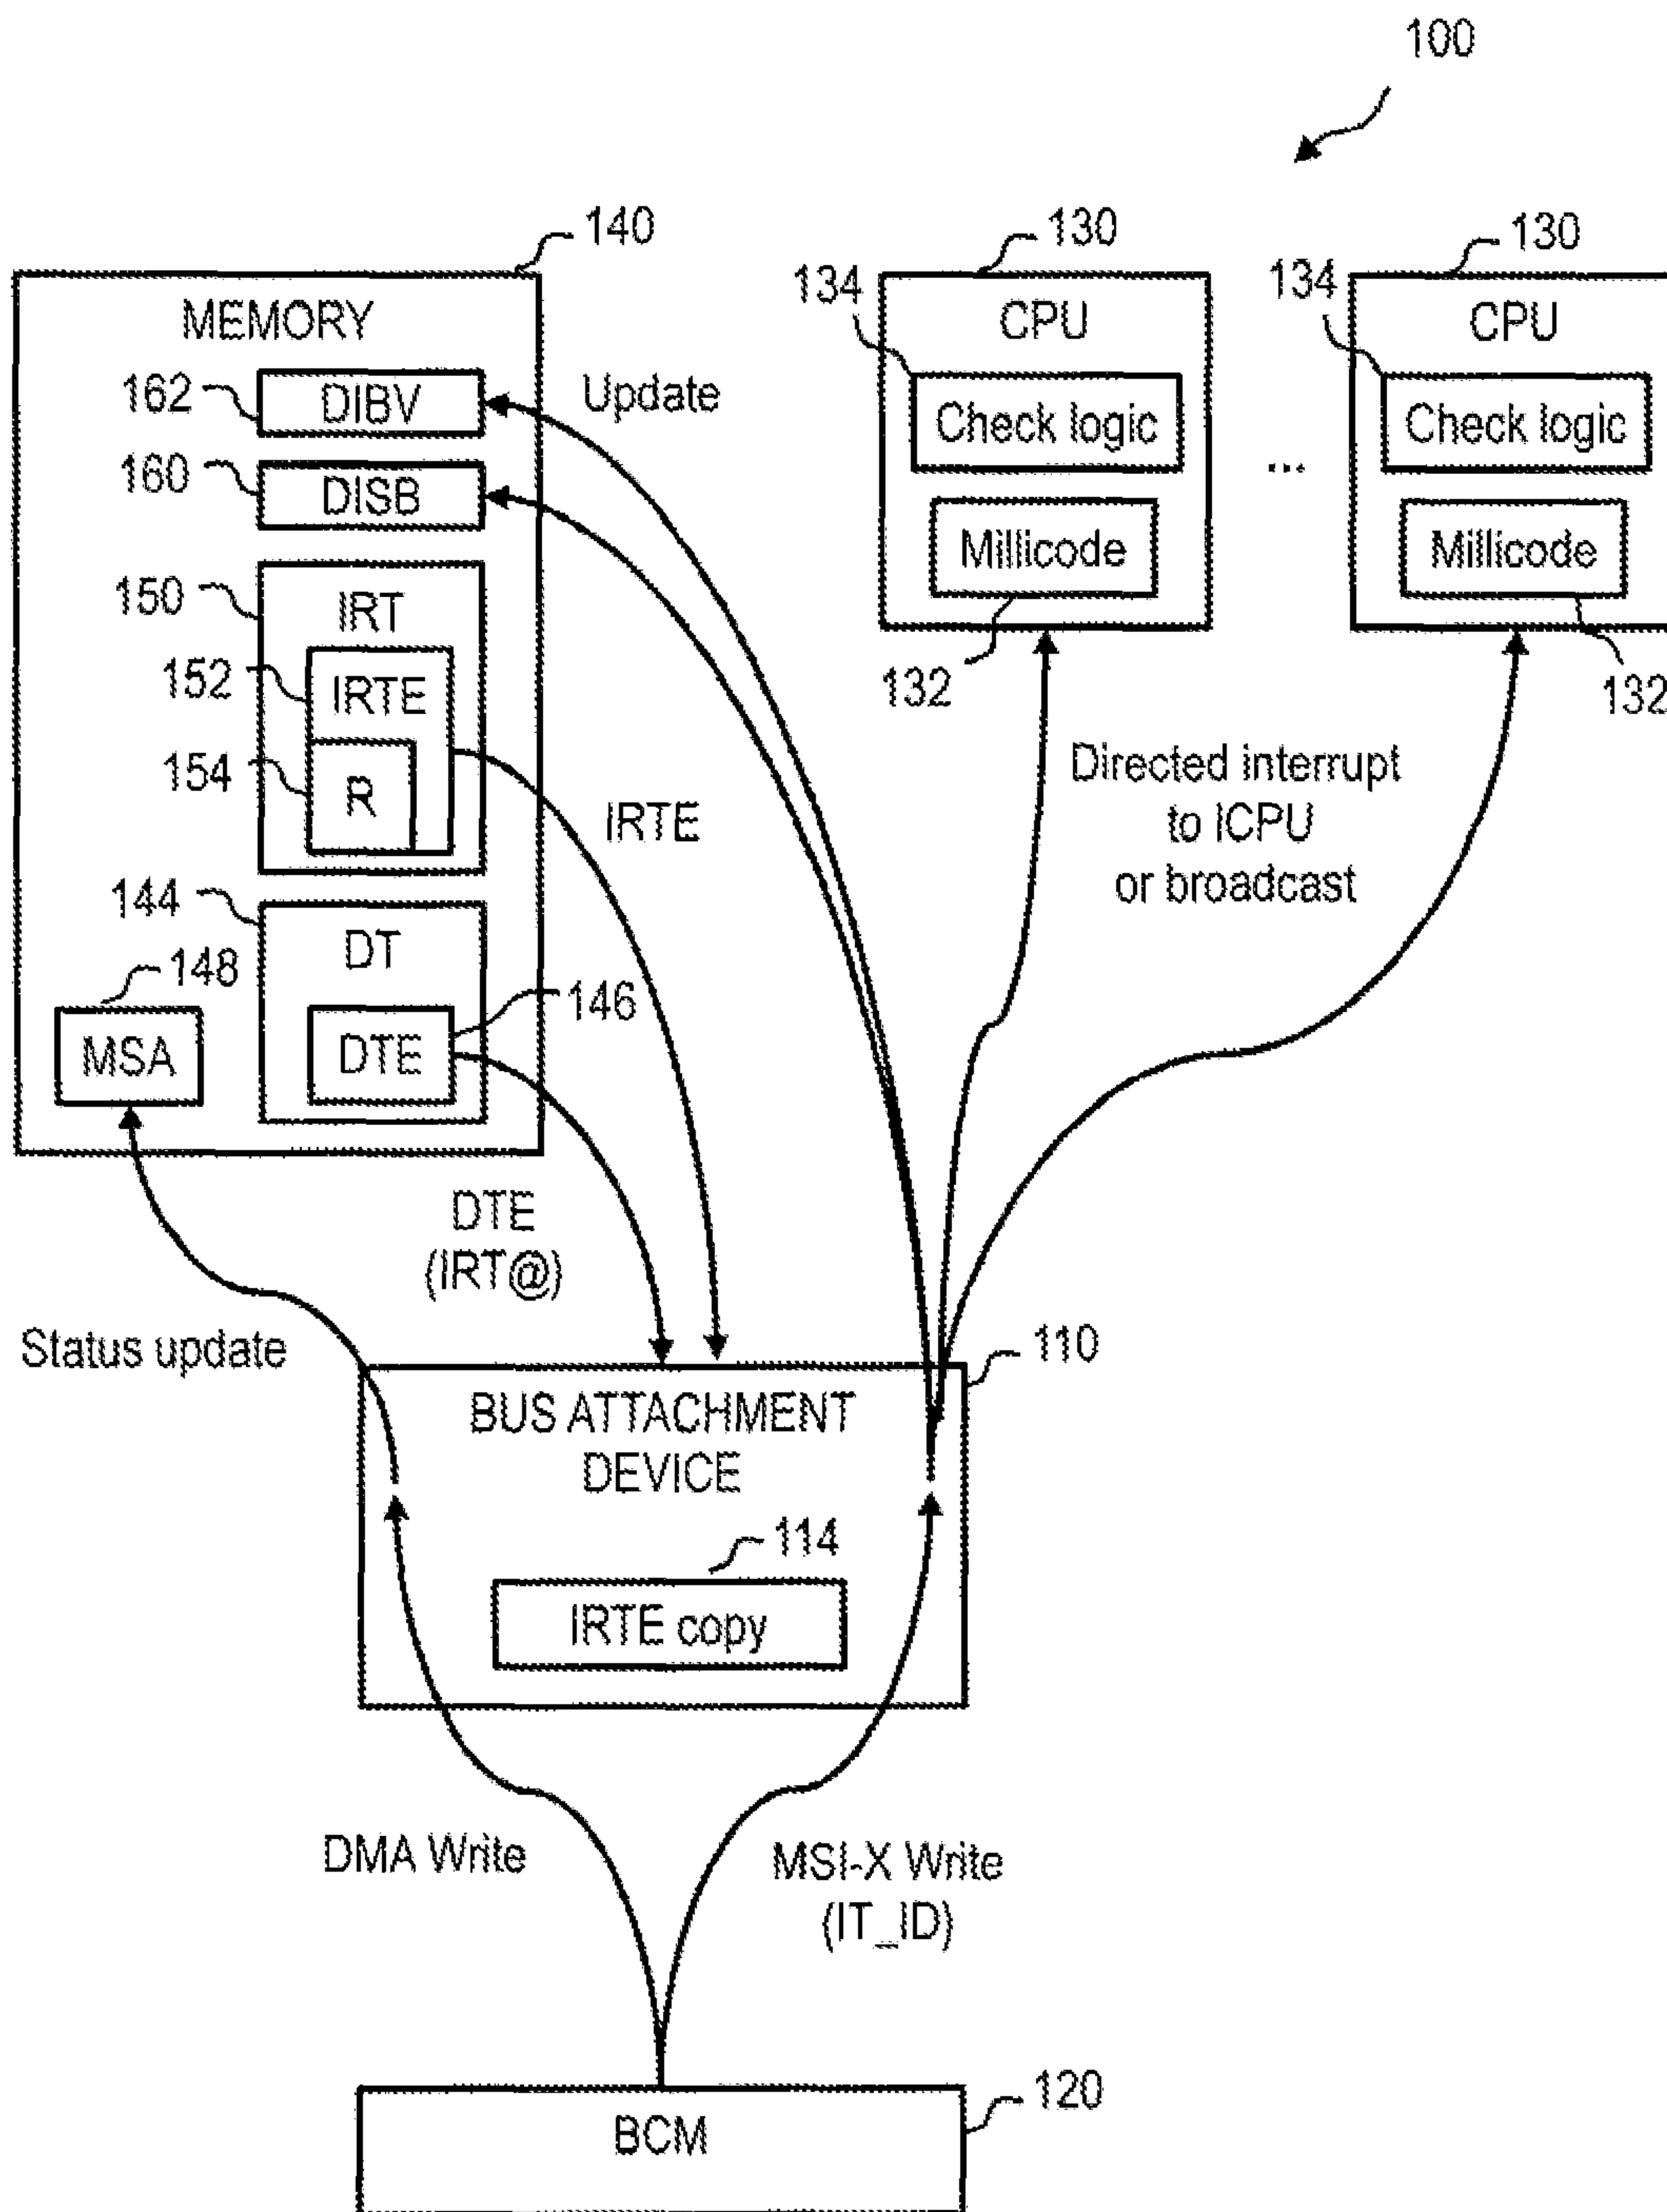 100
140
130
130
134
134
MEMORY
CPU
CPU
162
DIBV
Update
Check logic
...
Check logic
160
DISB
Millicode
Millicode
150
IRT
152
IRTE
132
132
154
R
IRTE
Directed interrupt
to ICPU
or broadcast
144
DT
148
146
MSA
DTE
DTE
(IRT@)
Status update
110
BUS ATTACHMENT
DEVICE
114
IRTE copy
DMA Write
MSI-X Write
(IT_ID)
120
BCM